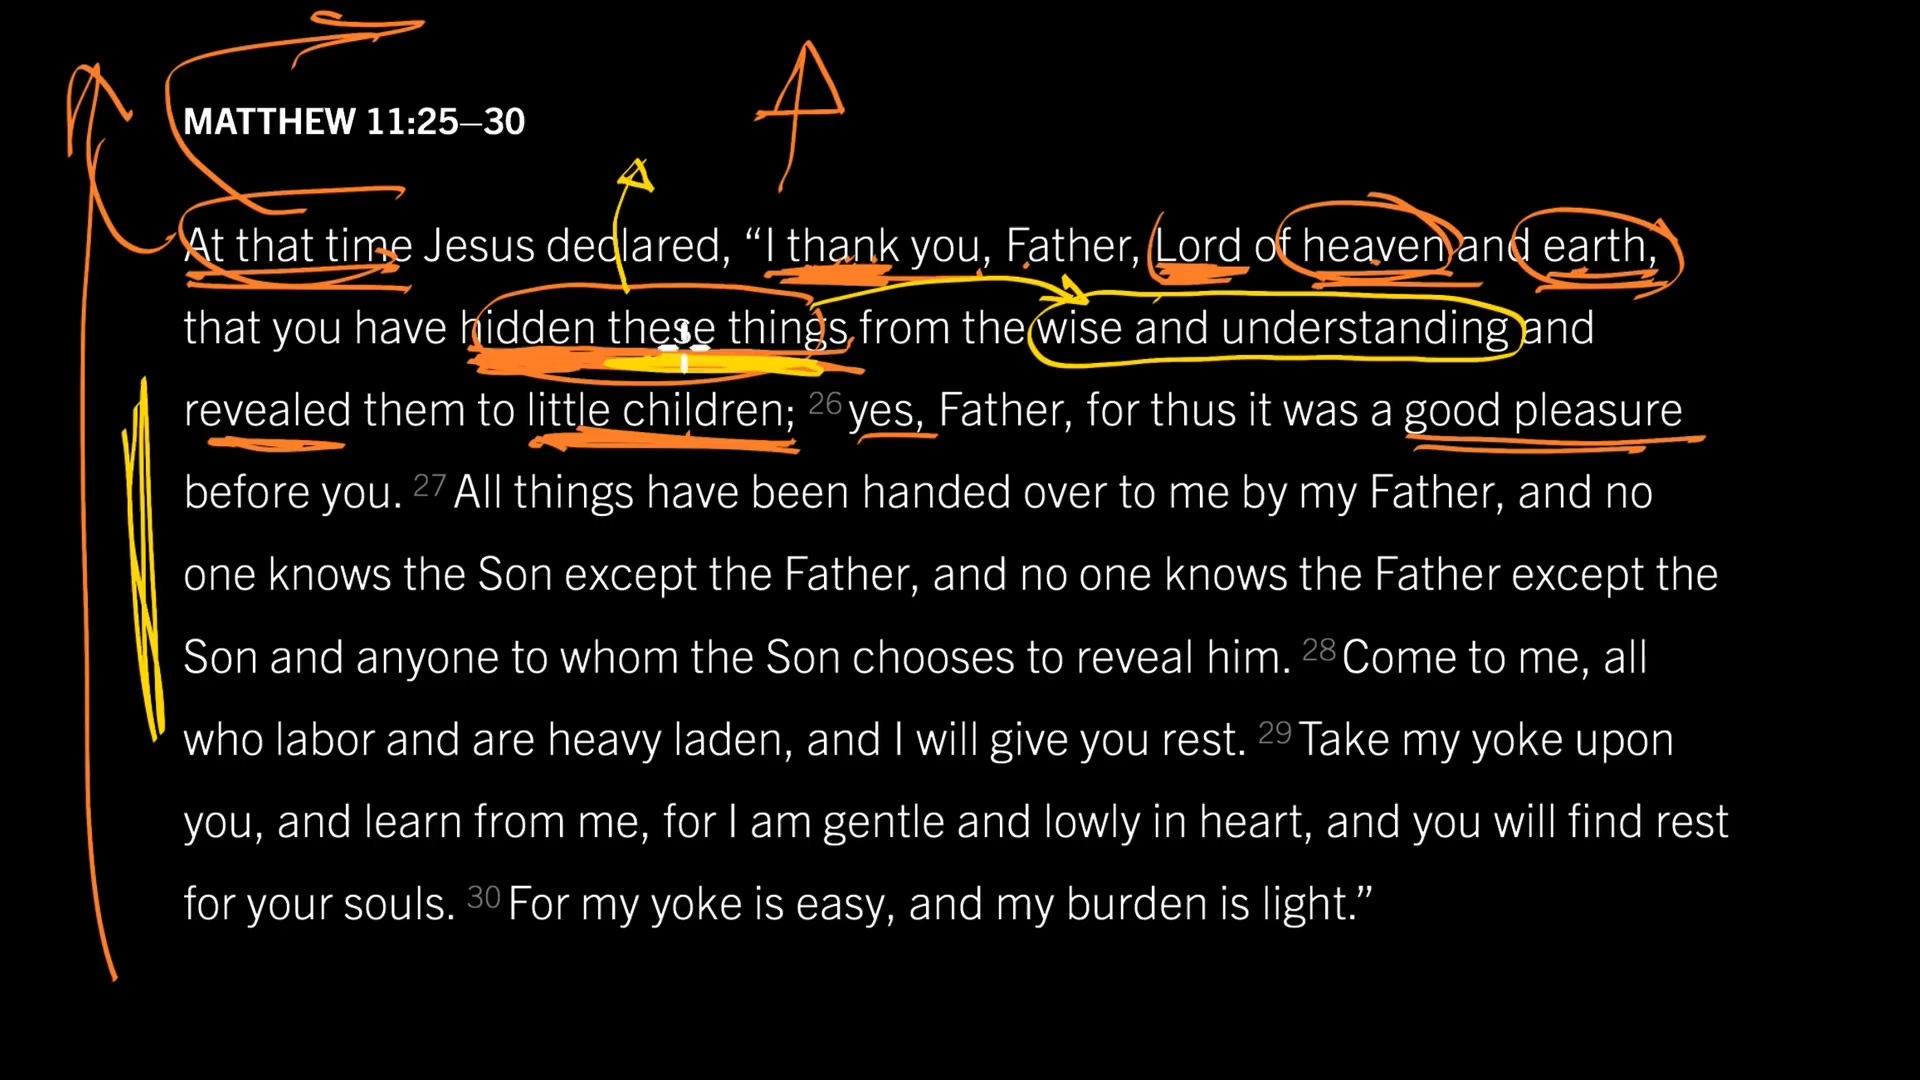 MATTHEW 11:25–30
At that time Jesus declared, “I thank you, Father, Lord of heaven and earth,
that you have hidden these things from the wise and understanding and
revealed them to little children; 26 yes, Father, for thus it was a good pleasure
before you. 27 All things have been handed over to me by my Father, and no
one knows the Son except the Father, and no one knows the Father except the
Son and anyone to whom the Son chooses to reveal him. 28 Come to me, all
who labor and are heavy laden, and I will give you rest. 29 Take my yoke upon
you, and learn from me, for I am gentle and lowly in heart, and you will find rest
for your souls. 30 For my yoke is easy, and my burden is light.”